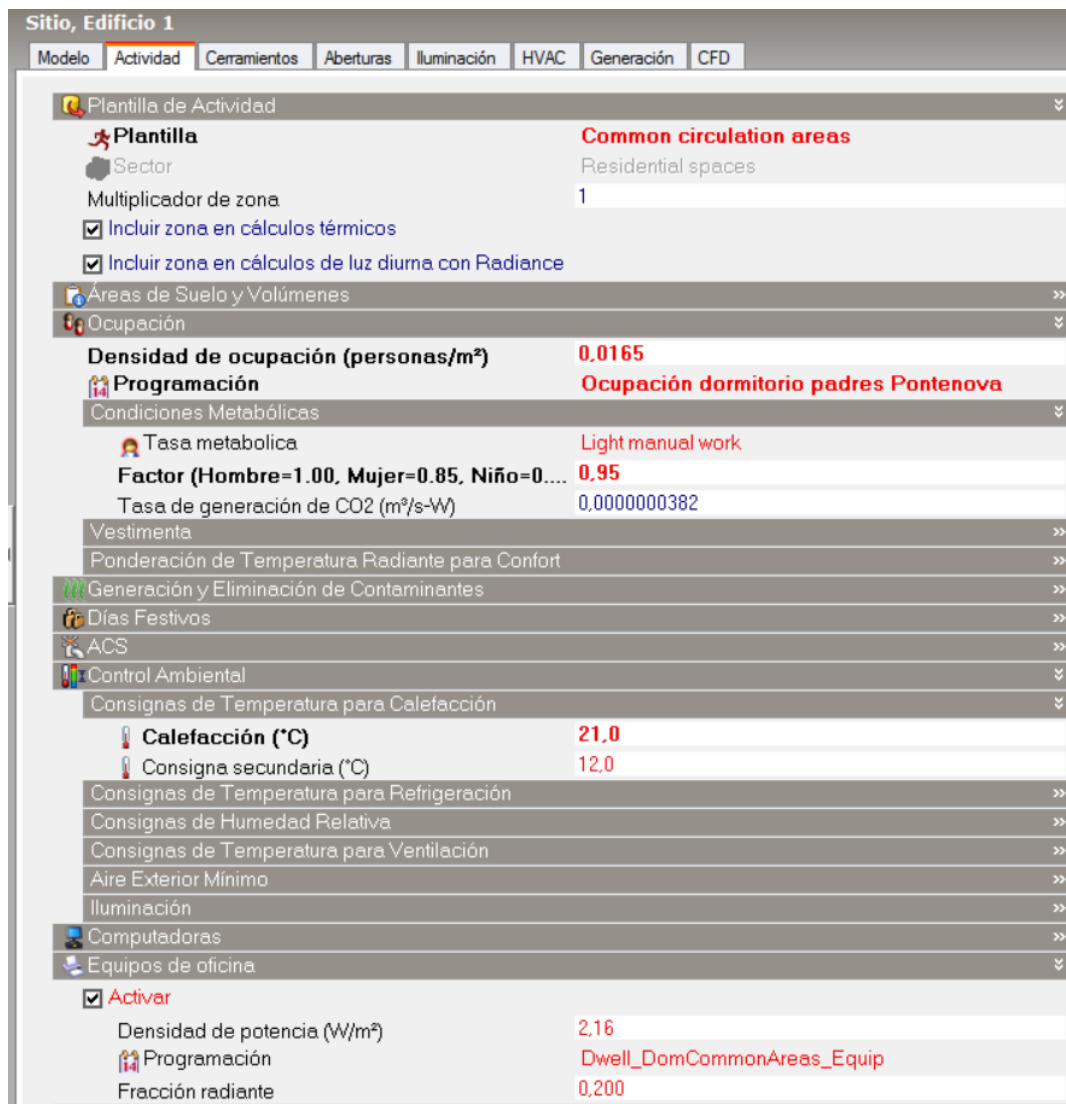 Sitio, Edificio 1
Modelo Actividad Cerramientos Aberturas Iluminación HVAC Generación CFD
Plantilla de Actividad
Plantilla Common circulation areas
Sector Residential spaces
Multiplicador de zona 1
Incluir zona en cálculos térmicos
Incluir zona en cálculos de luz diurna con Radiance
Áreas de Suelo y Volúmenes
Ocupación
Densidad de ocupación (personas/m²) 0,0165
14 Programación Ocupación dormitorio padres Pontenova
Condiciones Metabólicas
Tasa metabolica Light manual work
Factor (Hombre=1.00, Mujer=0.85, Niño=0.... 0,95
Tasa de generación de CO2 (m³/s-W) 0,0000000382
Vestimenta
Ponderación de Temperatura Radiante para Confort
Generación y Eliminación de Contaminantes
Días Festivos
ACS
Control Ambiental
Consignas de Temperatura para Calefacción
Calefacción (°C) 21,0
Consigna secundaria (°C) 12,0
Consignas de Temperatura para Refrigeración
Consignas de Humedad Relativa
Consignas de Temperatura para Ventilación
Aire Exterior Mínimo
Iluminación
Computadoras
Equipos de oficina
Activar
Densidad de potencia (W/m²) 2,16
14 Programación Dwell_DomCommonAreas_Equip
Fracción radiante 0,200